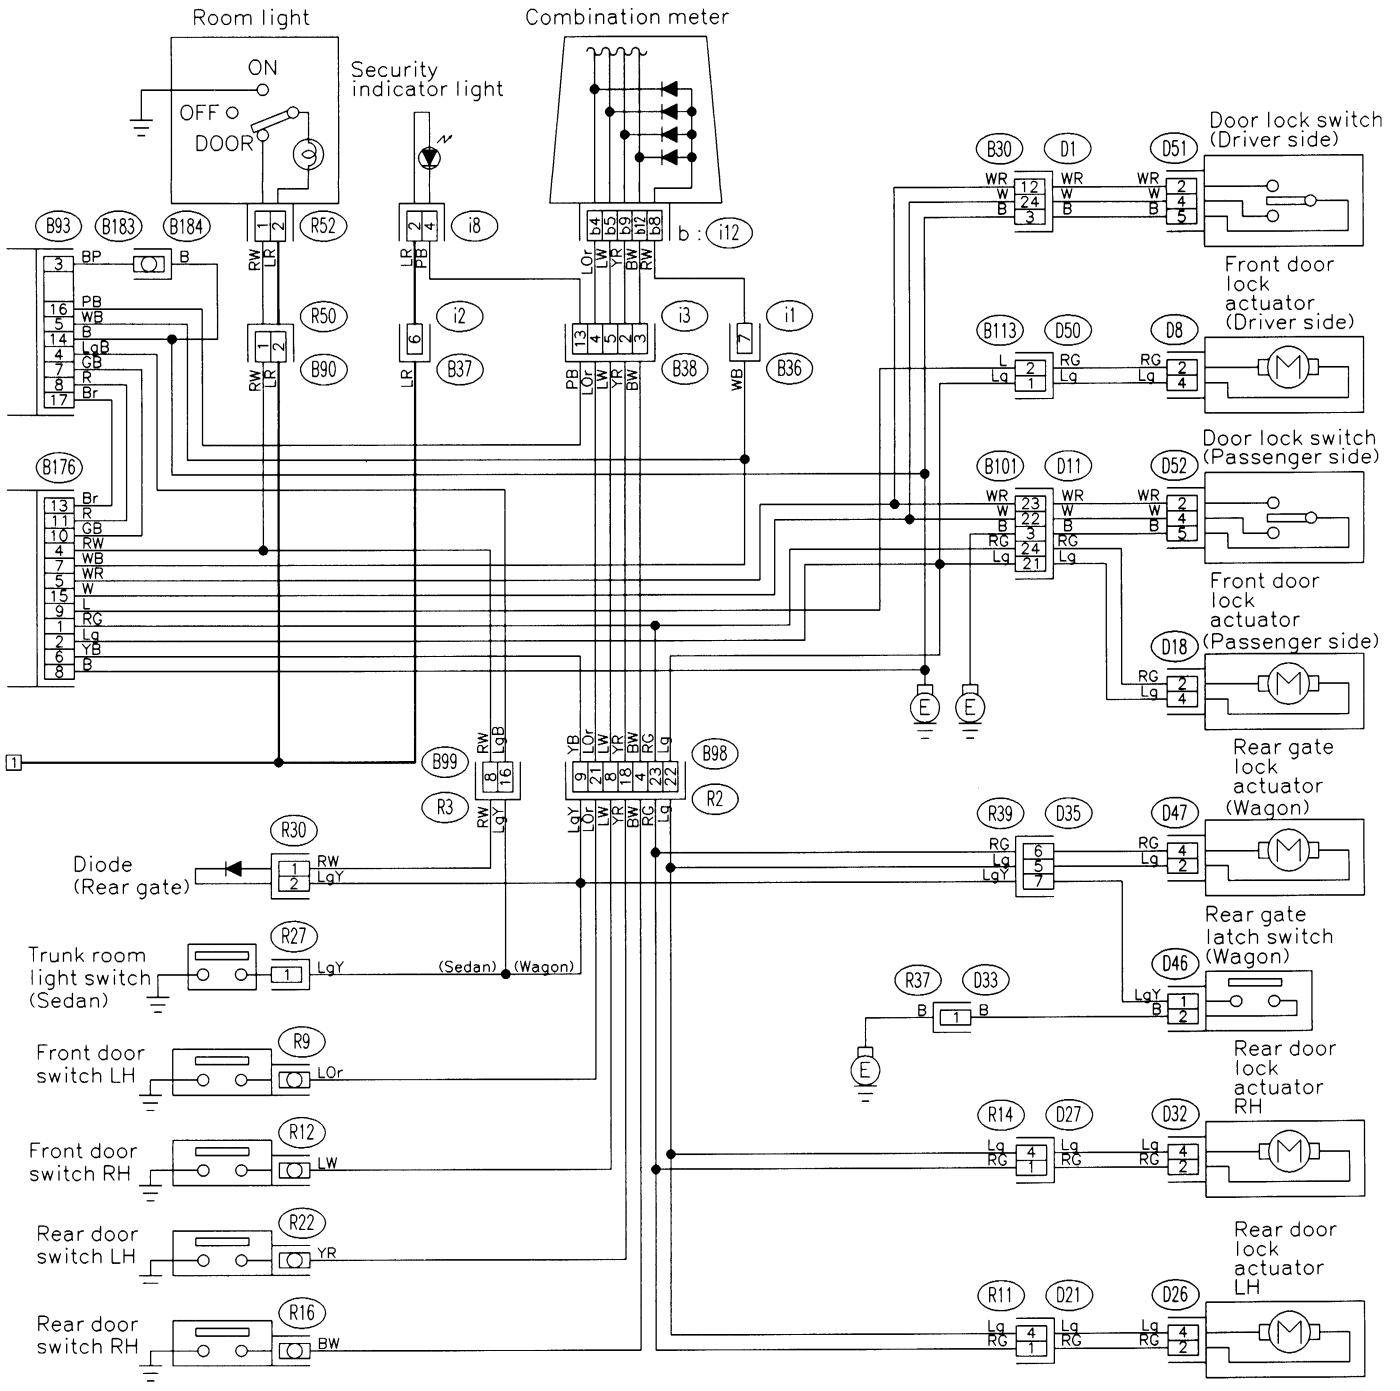 Room light
Combination meter
Security
indicator light
ON
OFF
DOOR
Door lock switch
(Driver side)
B30
D1
D51
WR
12
WR
WR
2
W
24
W
W
4
B
3
B
B
5
B93
B183
B184
1
2
R52
2
4
i8
b4
b5
b9
b12
b8
b : i12
RW
LR
LR
PB
LOr
LW
YR
BW
RW
3
BP
B
Front door
lock
actuator
(Driver side)
16
PB
5
WB
14
B
4
LgB
7
GB
8
R
17
Br
R50
1
2
B90
RW
LR
i2
6
B37
LR
i3
13
4
5
2
3
B38
PB
LOr
LW
YR
BW
i1
7
B36
WB
B113
D50
D8
L
2
RG
RG
2
Lg
1
Lg
Lg
4
Door lock switch
(Passenger side)
B176
B101
D11
D52
13
Br
11
R
10
GB
4
RW
7
WB
5
WR
15
W
9
L
1
RG
2
Lg
6
YB
8
B
WR
23
WR
WR
2
W
22
W
W
4
B
3
B
B
5
RG
24
RG
Lg
21
Lg
Front door
lock
actuator
(Passenger side)
D18
RG
2
Lg
4
E
E
1
RW
LgB
YB
LOr
LW
YR
BW
RG
Lg
B99
8
16
R3
9
21
8
18
4
23
22
B98
R2
RW
LgY
LgY
LOr
LW
YR
BW
RG
Lg
Rear gate
lock
actuator
(Wagon)
R39
D35
D47
RG
6
RG
4
Lg
5
Lg
2
LgY
7
R30
Diode
(Rear gate)
1
RW
2
LgY
Rear gate
latch switch
(Wagon)
D46
LgY
1
B
2
R27
Trunk room
light switch
(Sedan)
1
LgY
(Sedan)
(Wagon)
R37
D33
B
1
B
E
R9
Front door
switch LH
LOr
Rear door
lock
actuator
RH
R14
D27
D32
Lg
4
Lg
Lg
4
RG
1
RG
RG
2
R12
Front door
switch RH
LW
R22
Rear door
switch LH
YR
Rear door
lock
actuator
LH
R11
D21
D26
Lg
4
Lg
Lg
4
RG
1
RG
RG
2
R16
Rear door
switch RH
BW
M
M
M
M
M